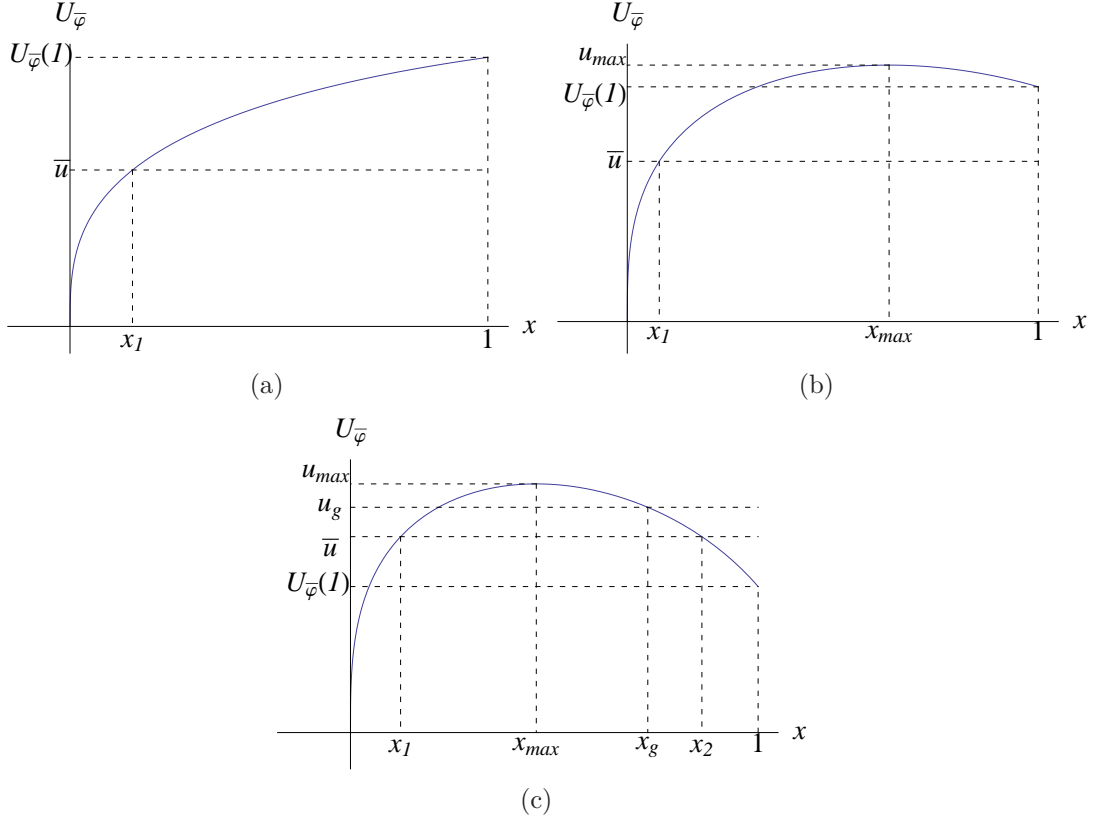 U_φ̅
U_φ̅(1)
u̅
x_1
1
x
(a)
U_φ̅
u_max
U_φ̅(1)
u̅
x_1
x_max
1
x
(b)
U_φ̅
u_max
u_g
u̅
U_φ̅(1)
x_1
x_max
x_g
x_2
1
x
(c)